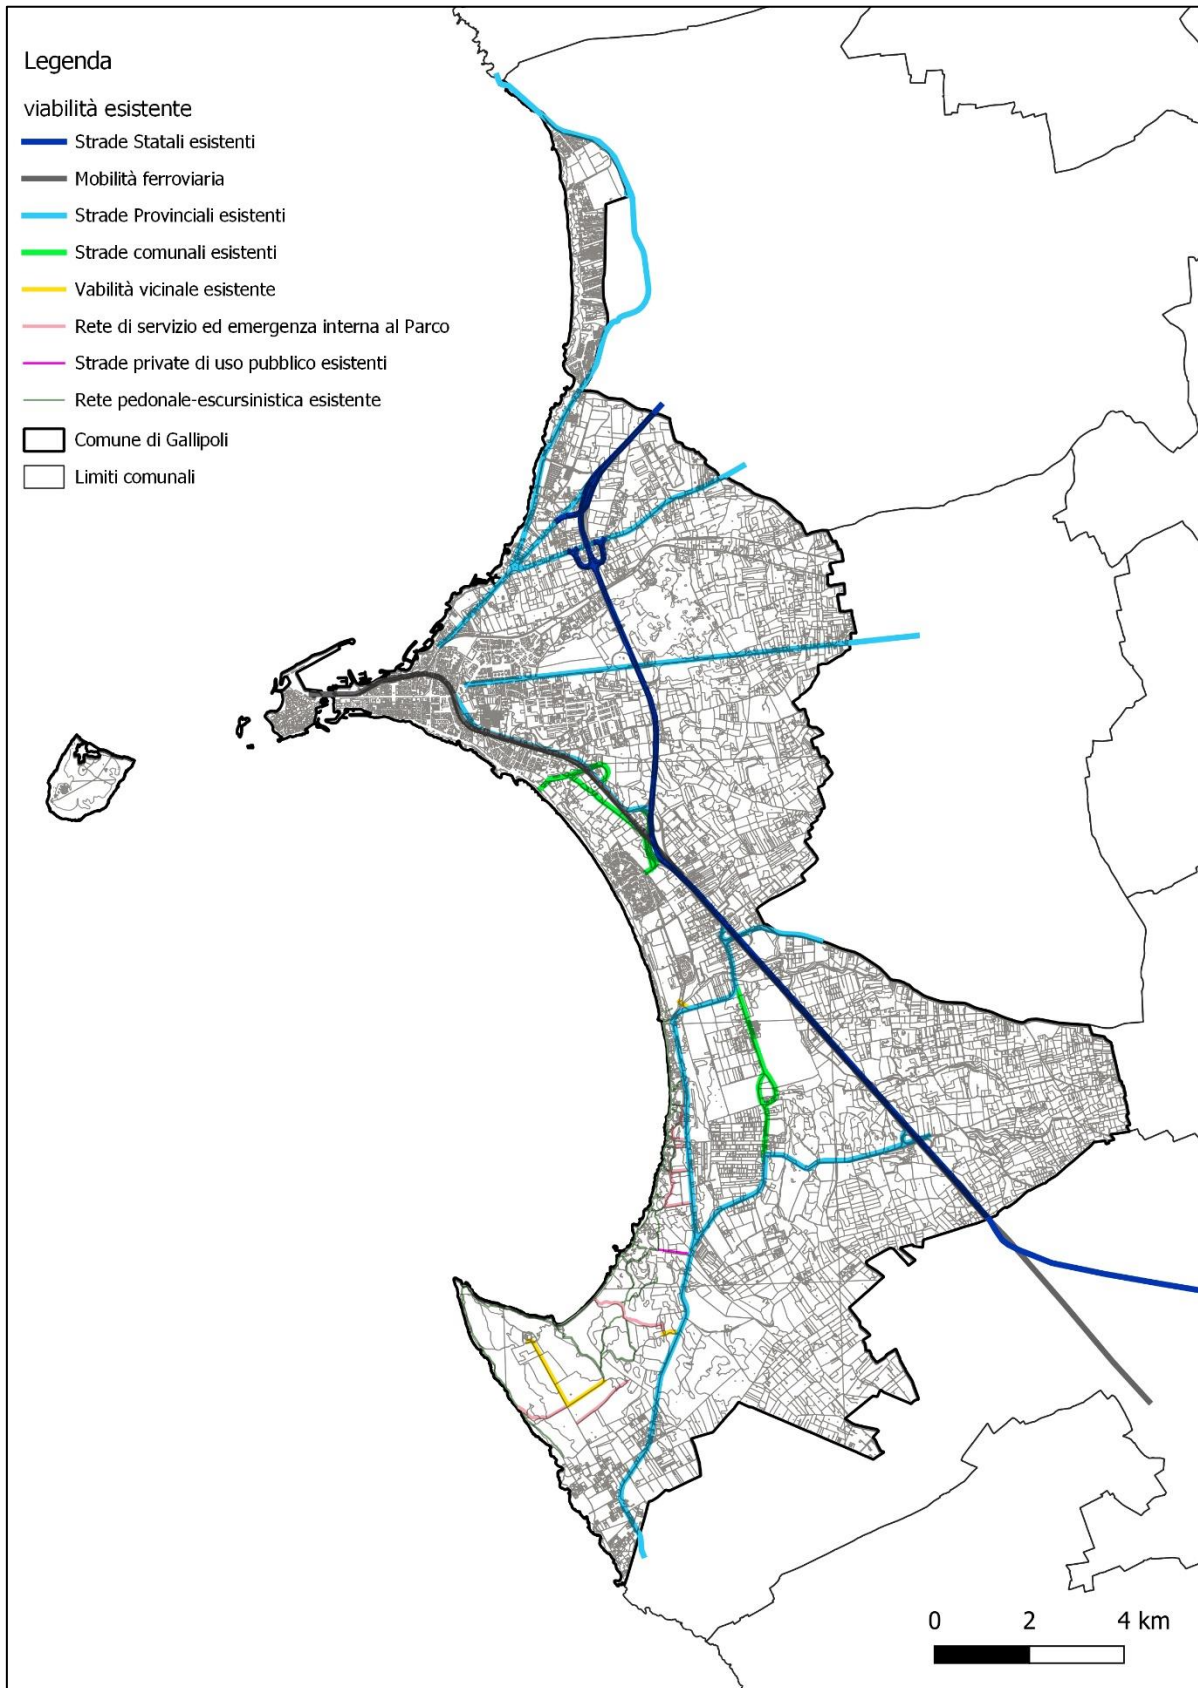 Legenda
viabilità esistente
Strade Statali esistenti
Mobilità ferroviaria
Strade Provinciali esistenti
Strade comunali esistenti
Vabilità vicinale esistente
Rete di servizio ed emergenza interna al Parco
Strade private di uso pubblico esistenti
Rete pedonale-escursinistica esistente
Comune di Gallipoli
Limiti comunali
0 2 4 km